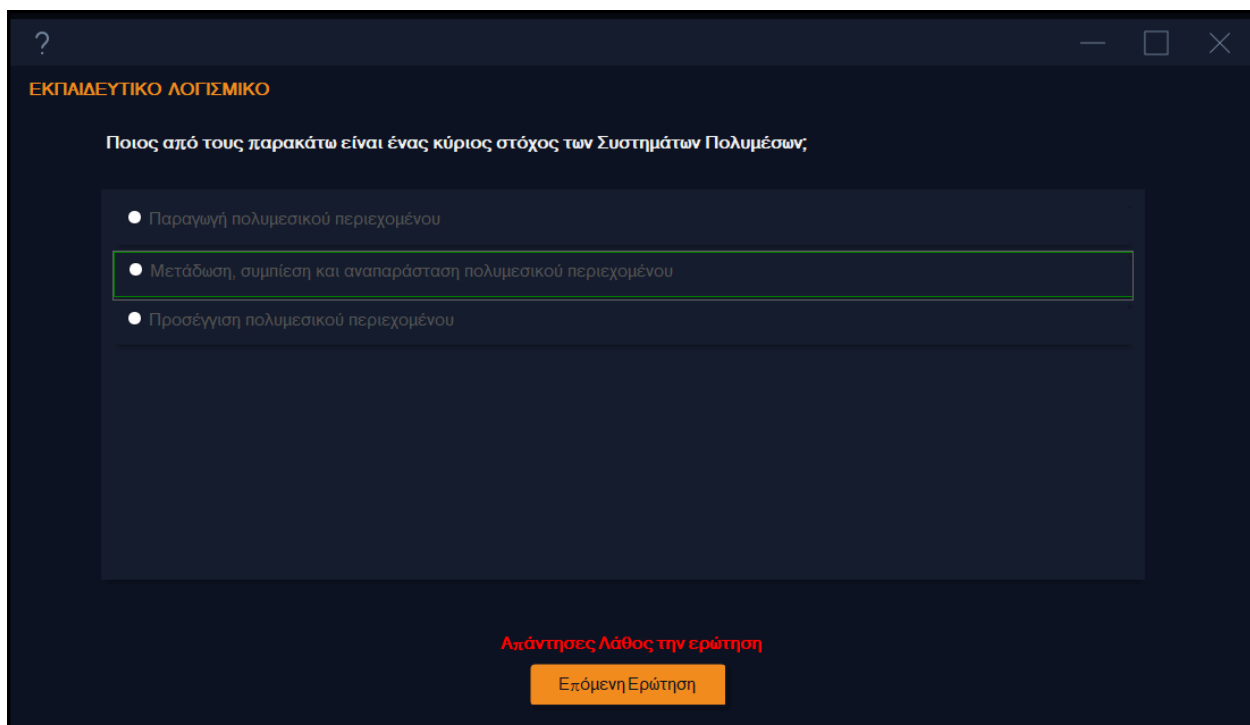 ?
ΕΚΠΑΙΔΕΥΤΙΚΟ ΛΟΓΙΣΜΙΚΟ
Ποιος από τους παρακάτω είναι ένας κύριος στόχος των Συστημάτων Πολυμέσων;
Παραγωγή πολυμεσικού περιεχομένου
Μετάδωση, συμπίεση και αναπαράσταση πολυμεσικού περιεχομένου
Προσέγγιση πολυμεσικού περιεχομένου
Απάντησες Λάθος την ερώτηση
Επόμενη Ερώτηση